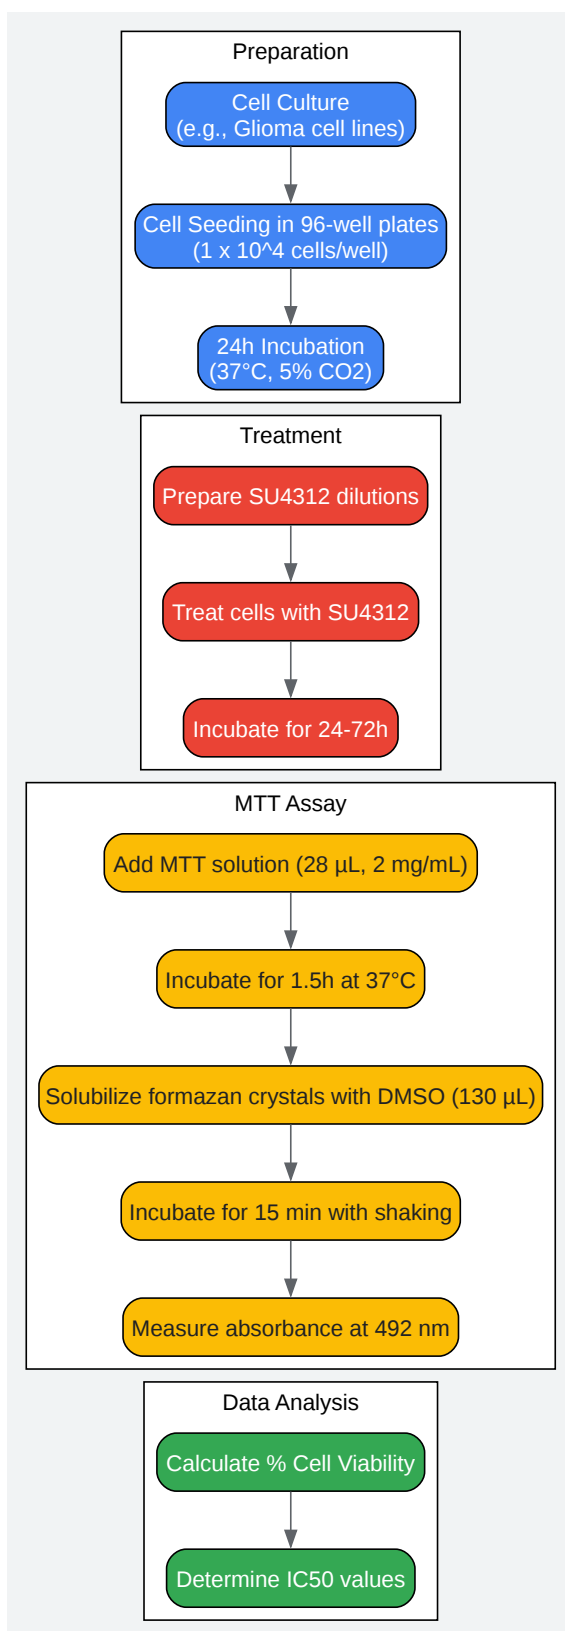 Preparation
Cell Culture
(e.g., Glioma cell lines)
Cell Seeding in 96-well plates
(1 x 10^4 cells/well)
24h Incubation
(37°C, 5% CO2)
Treatment
Prepare SU4312 dilutions
Treat cells with SU4312
Incubate for 24-72h
MTT Assay
Add MTT solution (28 µL, 2 mg/mL)
Incubate for 1.5h at 37°C
Solubilize formazan crystals with DMSO (130 µL)
Incubate for 15 min with shaking
Measure absorbance at 492 nm
Data Analysis
Calculate % Cell Viability
Determine IC50 values